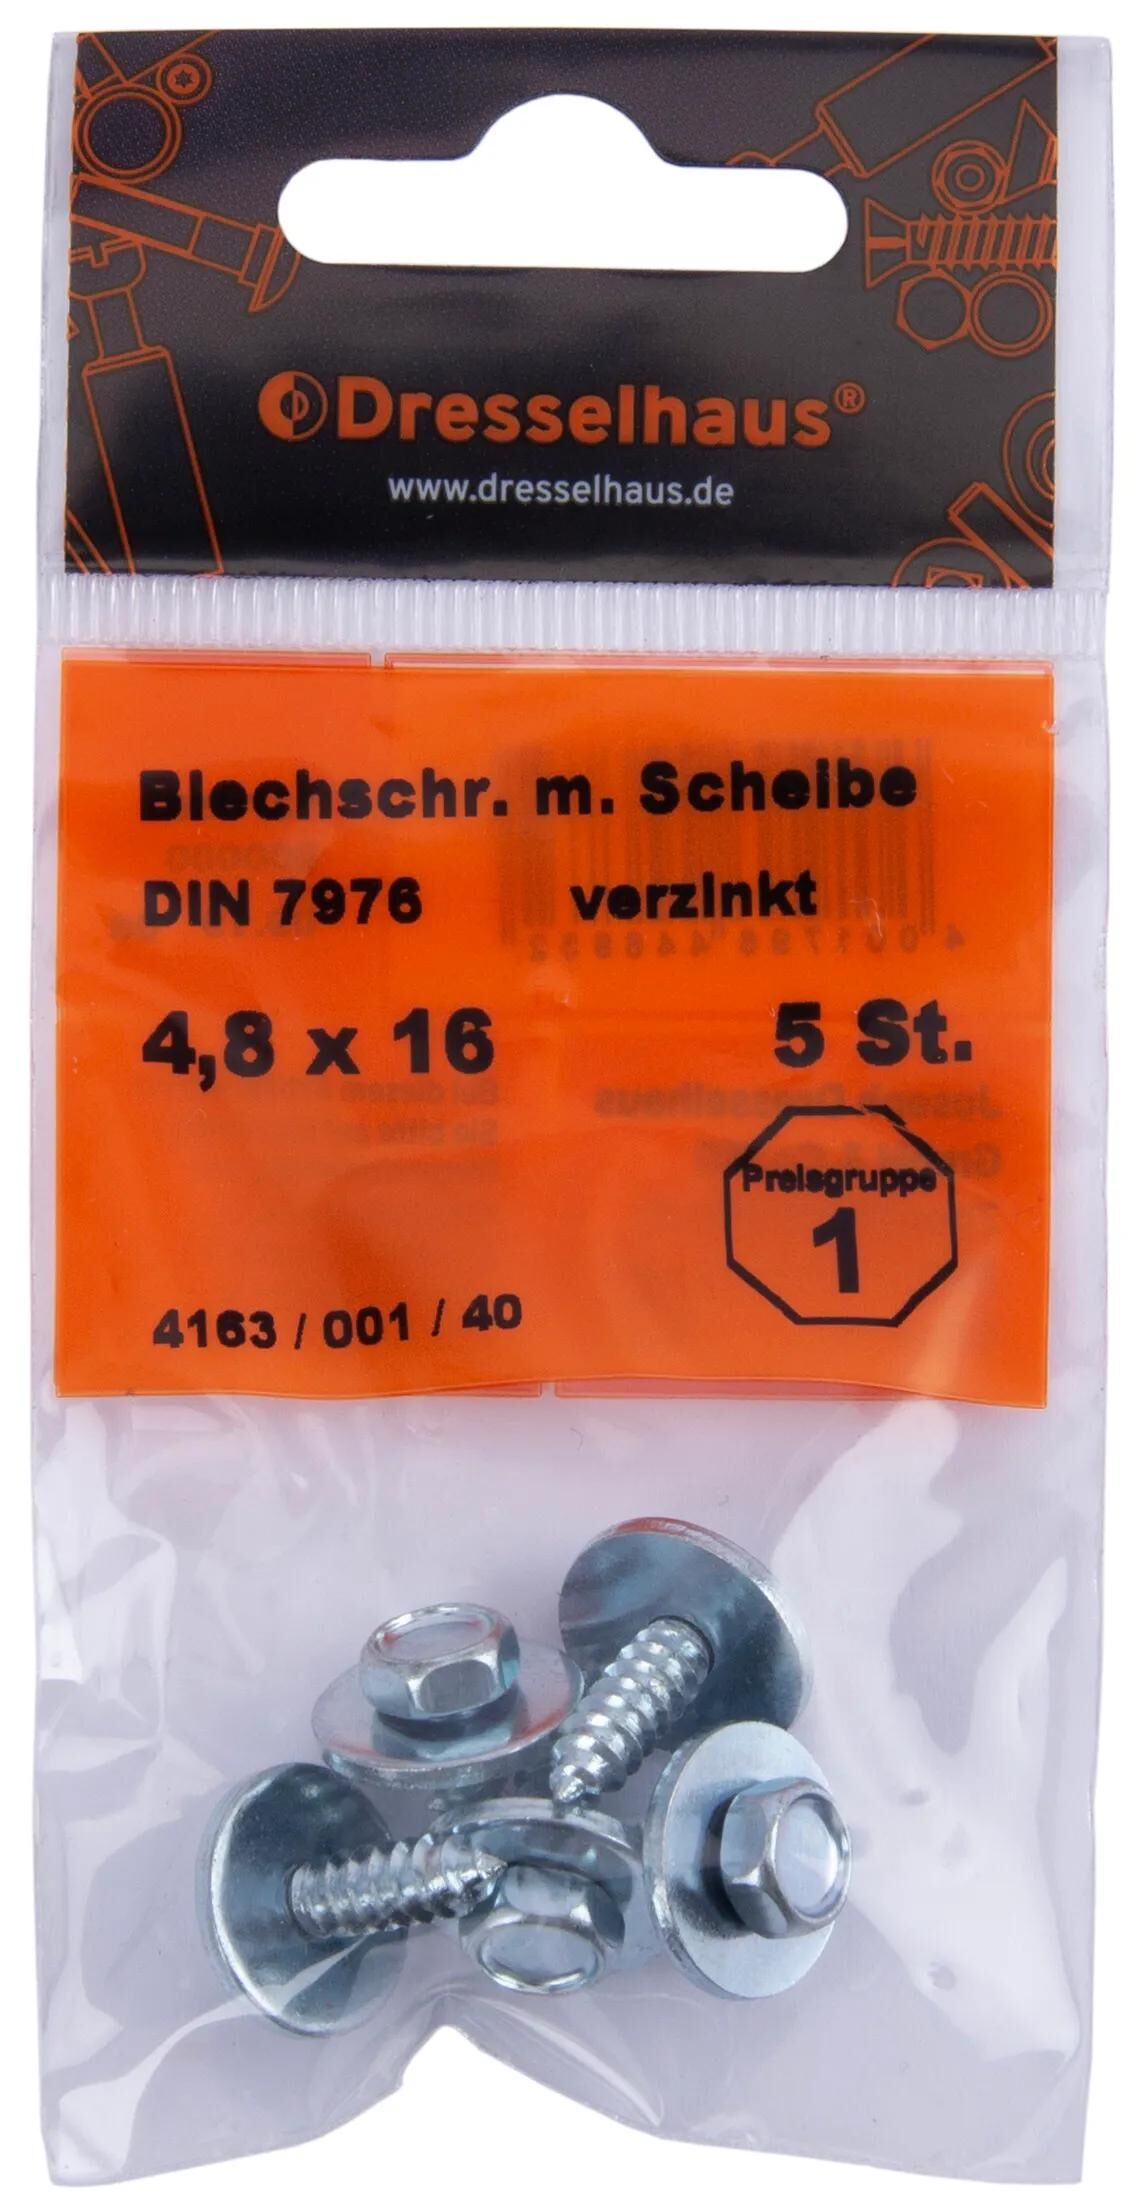 Dresselhaus®
www.dresselhaus.de
Blechschr. m. Scheibe
DIN 7976 verzinkt
4,8 x 16 5 St.
Preisgruppe
1
4163 / 001 / 40